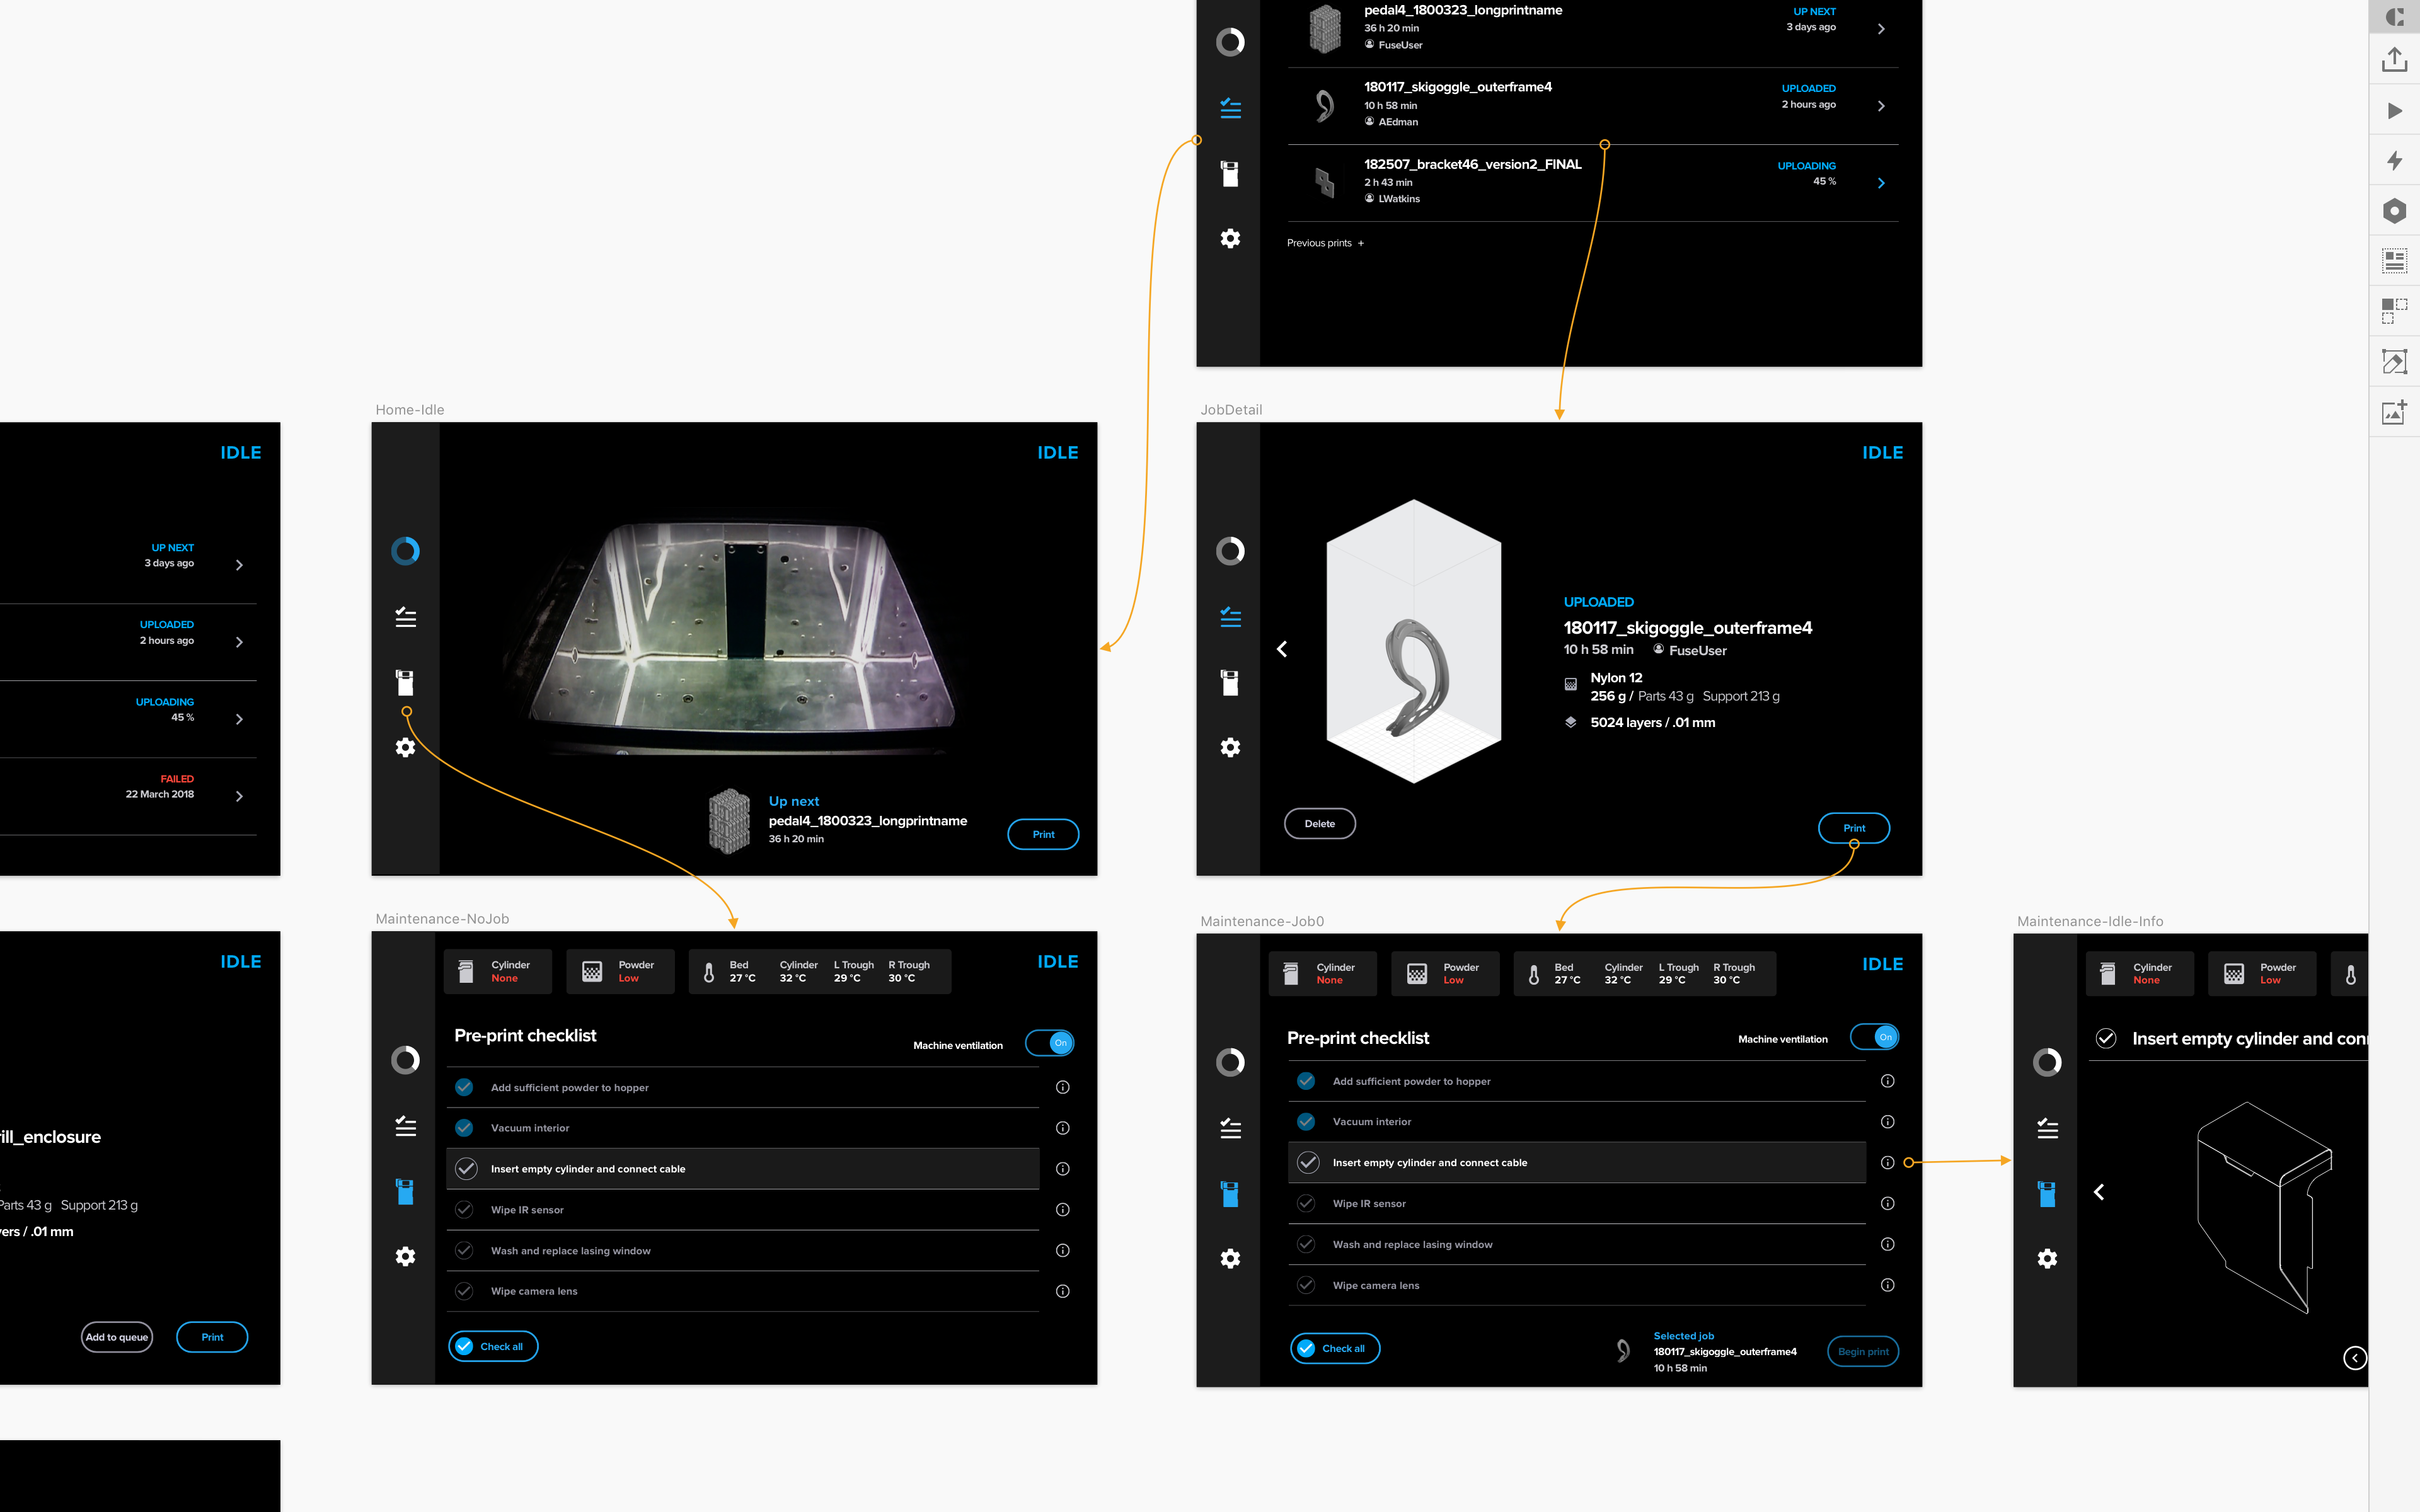 pedal4_1800323_longprintname
36 h 20 min
FuseUser
UP NEXT
3 days ago
180117_skigoggle_outerframe4
10 h 58 min
AEdman
UPLOADED
2 hours ago
182507_bracket46_version2_FINAL
2 h 43 min
LWatkins
UPLOADING
45 %
Previous prints +
IDLE
UP NEXT
3 days ago
UPLOADED
2 hours ago
UPLOADING
45 %
FAILED
22 March 2018
Home-Idle
IDLE
Up next
pedal4_1800323_longprintname
36 h 20 min
Print
JobDetail
IDLE
UPLOADED
180117_skigoggle_outerframe4
10 h 58 min FuseUser
Nylon 12
256 g / Parts 43 g Support 213 g
5024 layers / .01 mm
Delete
Print
IDLE
ill_enclosure
Parts 43 g Support 213 g
ers / .01 mm
Add to queue
Print
Maintenance-NoJob
Cylinder
None
Powder
Low
Bed Cylinder L Trough R Trough
27 °C 32 °C 29 °C 30 °C
IDLE
Pre-print checklist
Machine ventilation
On
Add sufficient powder to hopper
Vacuum interior
Insert empty cylinder and connect cable
Wipe IR sensor
Wash and replace lasing window
Wipe camera lens
Check all
Maintenance-Job0
Cylinder
None
Powder
Low
Bed Cylinder L Trough R Trough
27 °C 32 °C 29 °C 30 °C
IDLE
Pre-print checklist
Machine ventilation
On
Add sufficient powder to hopper
Vacuum interior
Insert empty cylinder and connect cable
Wipe IR sensor
Wash and replace lasing window
Wipe camera lens
Check all
Selected job
180117_skigoggle_outerframe4
10 h 58 min
Begin print
Maintenance-Idle-Info
Cylinder
None
Powder
Low
Insert empty cylinder and con